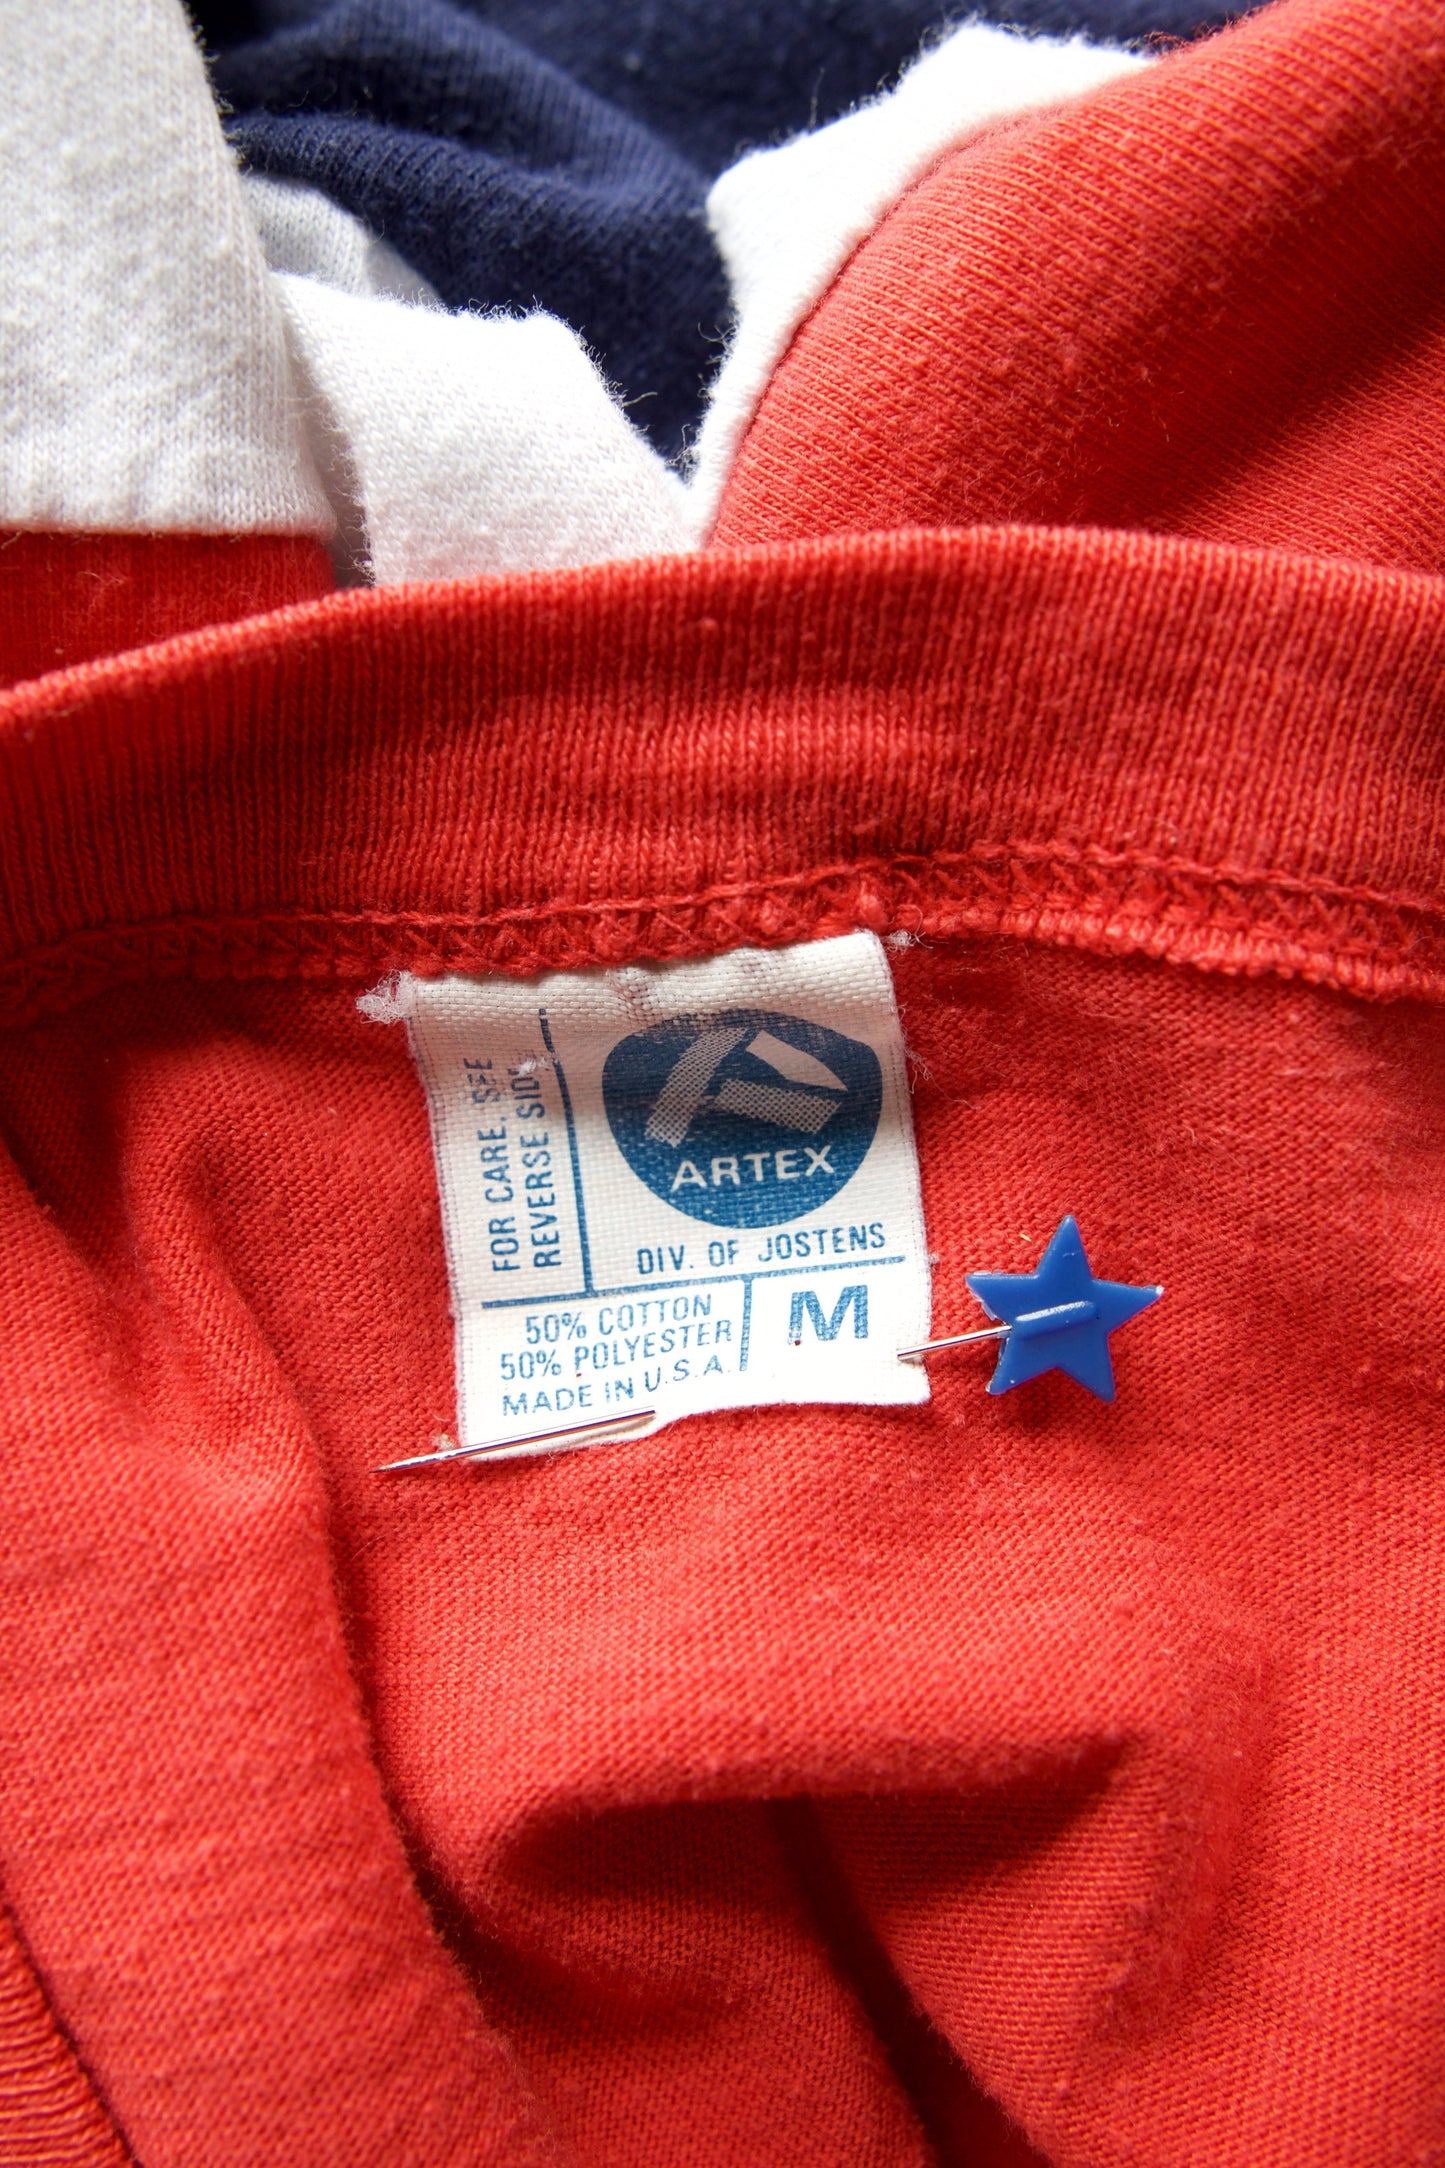 FOR CARE, SEE
REVERSE SIDE
ARTEX
DIV. OF JOSTENS
50% COTTON
50% POLYESTER
MADE IN U.S.A.
M